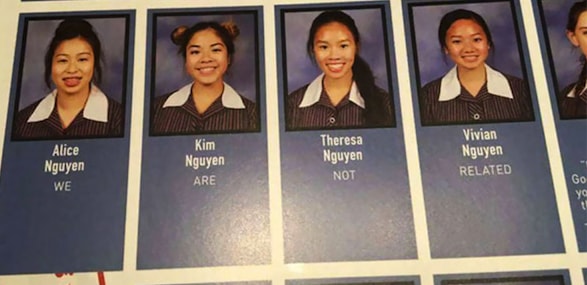 Alice
Nguyen
WE
Kim
Nguyen
ARE
Theresa
Nguyen
NOT
Vivian
Nguyen
RELATED